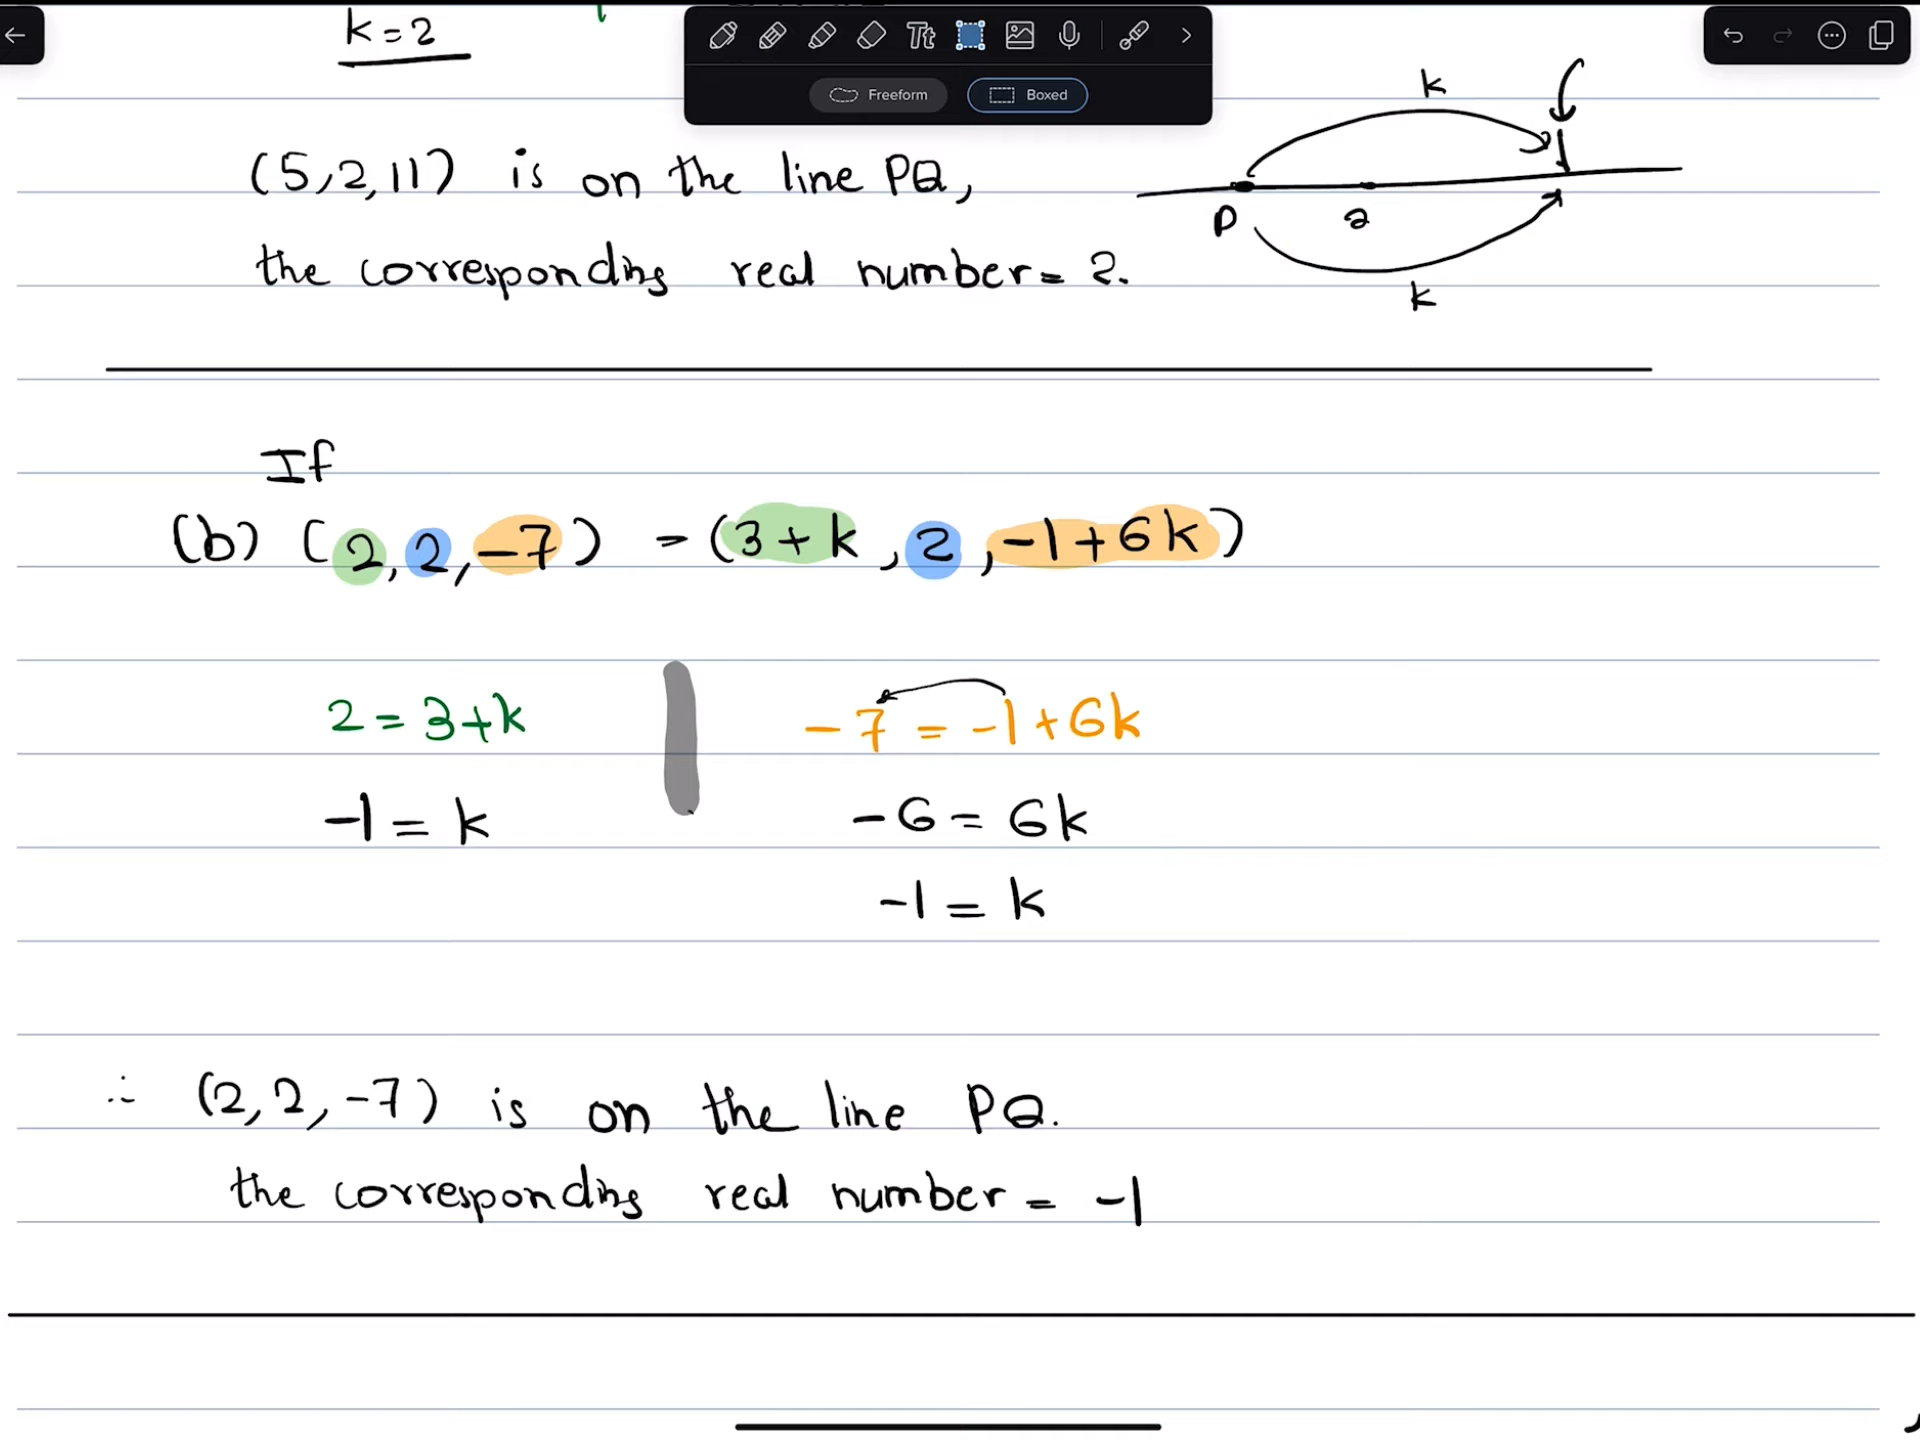 k=2
Tt
Freeform Boxed
k
(5,2,11) is on the line PQ,
P Q
the corresponding real number = 2.
k
If
(b) (2, 2, -7) = (3+k, 2, -1+6k)
2 = 3+k -7 = -1+6k
-1 = k -6 = 6k
-1 = k
∴ (2, 2, -7) is on the line PQ.
the corresponding real number = -1